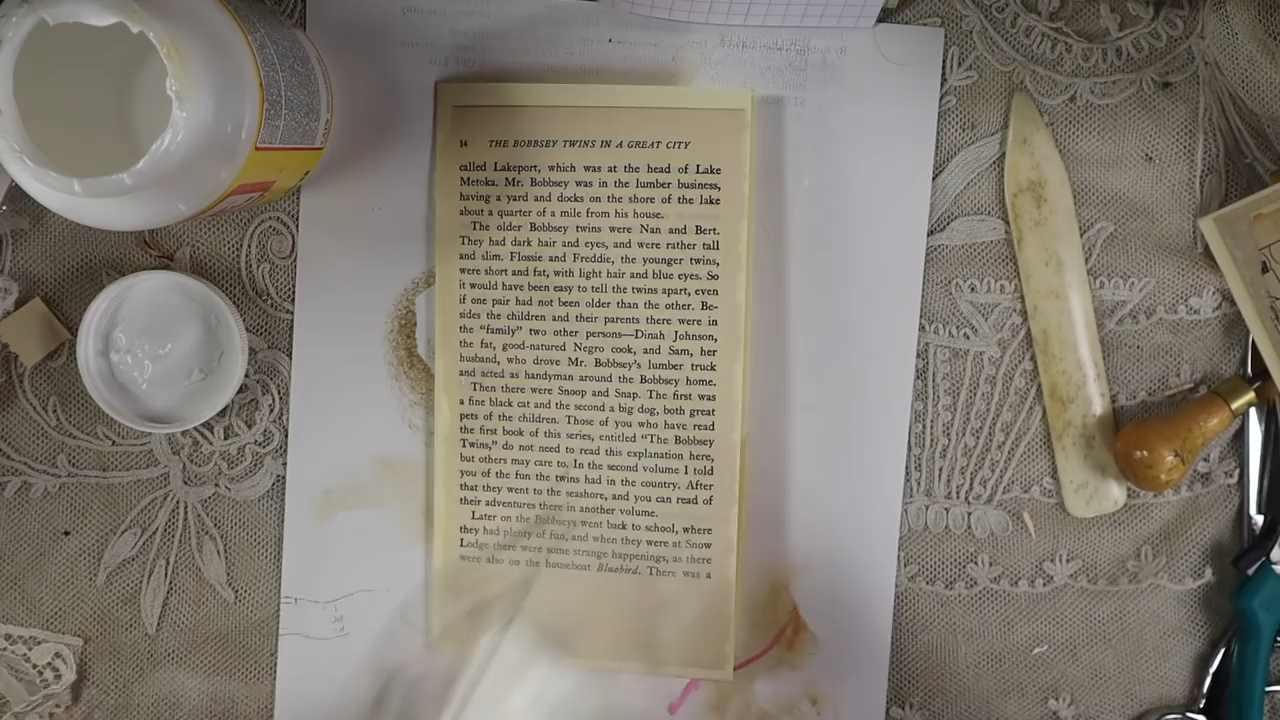 14 THE BOBBSEY TWINS IN A GREAT CITY
called Lakeport, which was at the head of Lake
Metoka. Mr. Bobbsey was in the lumber business,
having a yard and docks on the shore of the lake
about a quarter of a mile from his house.
The older Bobbsey twins were Nan and Bert.
They had dark hair and eyes, and were rather tall
and slim. Flossie and Freddie, the younger twins,
were short and fat, with light hair and blue eyes. So
it would have been easy to tell the twins apart, even
if one pair had not been older than the other. Be-
sides the children and their parents there were in
the “family” two other persons—Dinah Johnson,
the fat, good-natured Negro cook, and Sam, her
husband, who drove Mr. Bobbsey's lumber truck
and acted as handyman around the Bobbsey home.
Then there were Snoop and Snap. The first was
a fine black cat and the second a big dog, both great
pets of the children. Those of you who have read
the first book of this series, entitled “The Bobbsey
Twins,” do not need to read this explanation here,
but others may care to. In the second volume I told
you of the fun the twins had in the country. After
that they went to the seashore, and you can read of
their adventures there in another volume.
Later on the Bobbseys went back to school, where
they had plenty of fun, and when they were at Snow
Lodge there were some strange happenings, as there
were also on the houseboat Bluebird. There was a